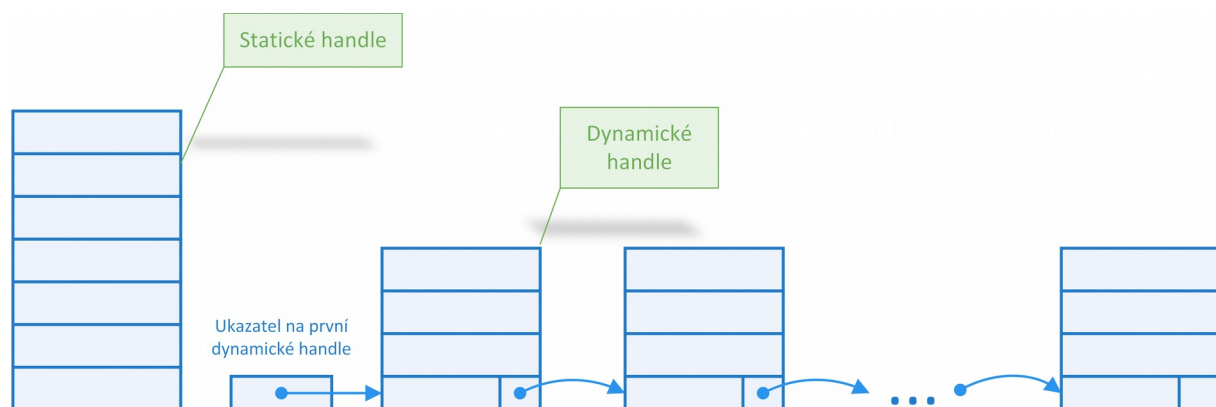 Statické handle
Dynamické
handle
Ukazatel na první
dynamické handle